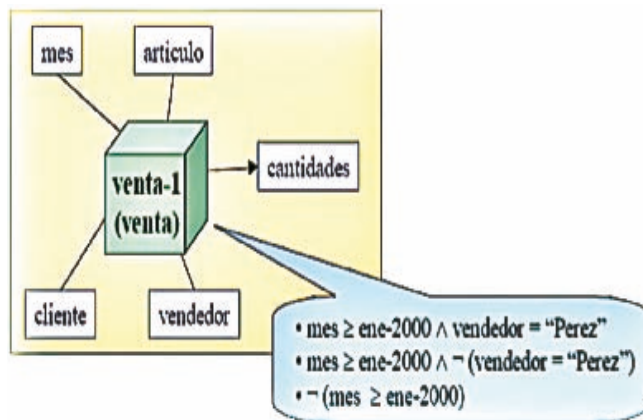 mes
articulo
venta-1
(venta)
cantidades
cliente
vendedor
• mes ≥ ene-2000 ∧ vendedor = “Perez”
• mes ≥ ene-2000 ∧ ¬ (vendedor = “Perez”)
• ¬ (mes ≥ ene-2000)